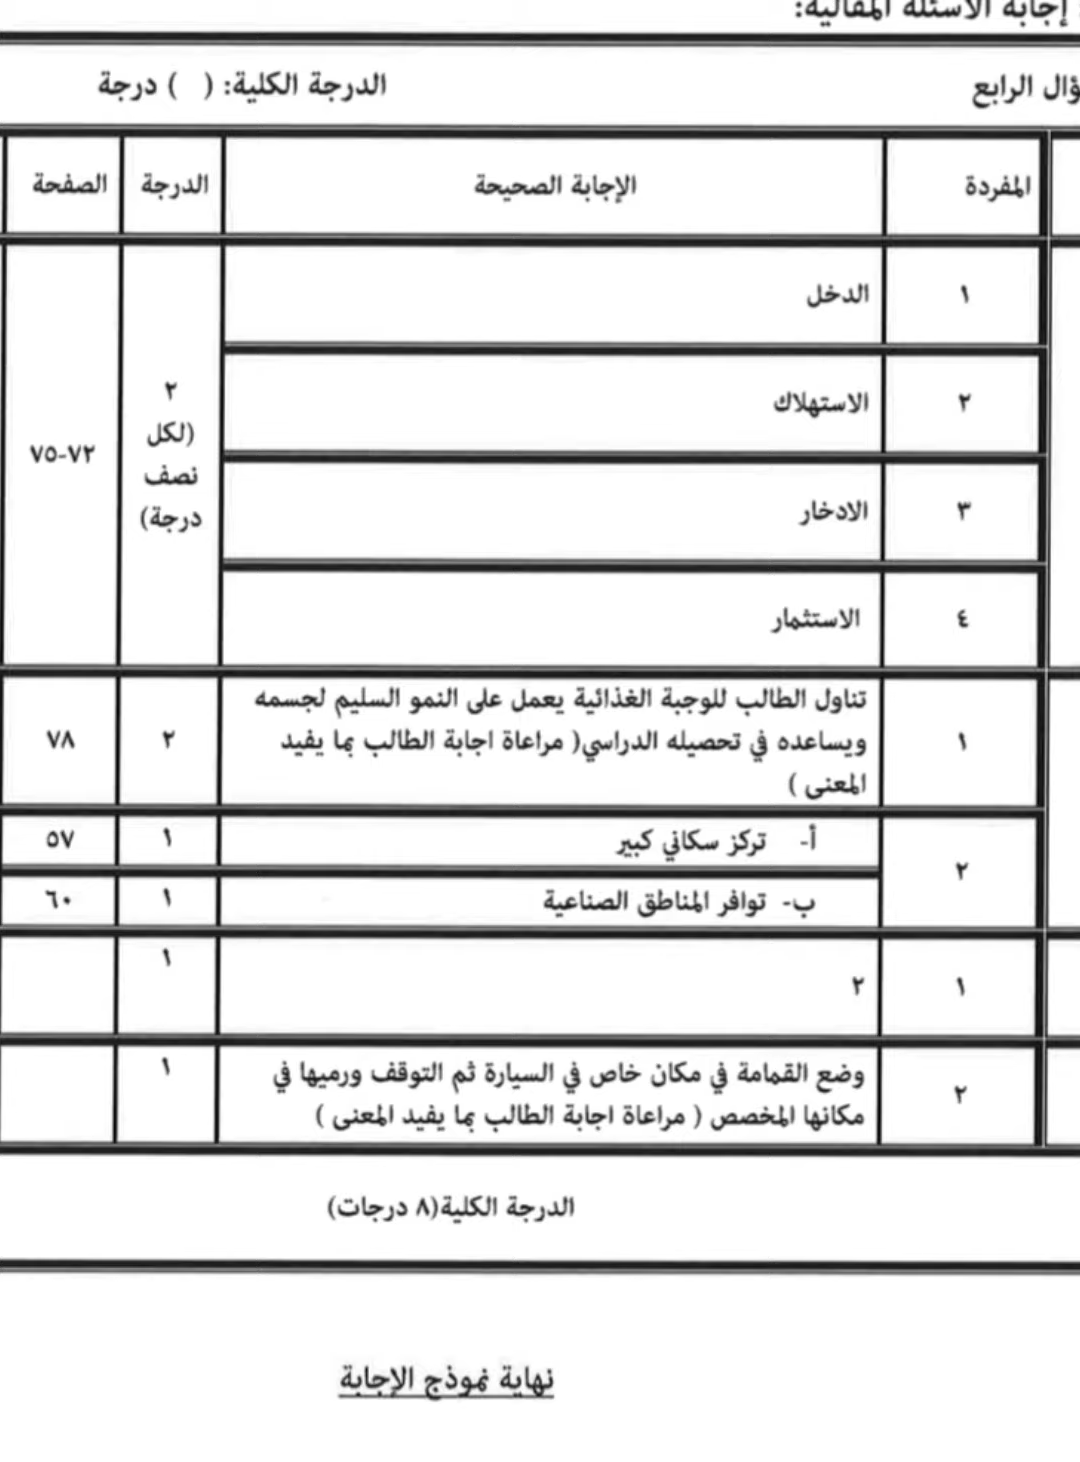 : إجابة الأسئلة المقالية:
الرابع الدرجة الكلية: ( ) درجة
المفردة الإجابة الصحيحة الدرجة الصفحة
١ الدخل
٢ الاستهلاك
٣ الادخار
٤ الاستثمار
٢
(لكل
نصف
درجة)
٧٢-٧٥
١
تناول الطالب للوجبة الغذائية يعمل على النمو السليم لجسمه
ويساعده في تحصيله الدراسي( مراعاة اجابة الطالب بما يفيد
المعنى )
٢ ٧٨
٢
أ- تركز سكاني كبير ١ ٥٧
ب- توافر المناطق الصناعية ١ ٦٠
١ ٢ ١
٢
وضع القمامة في مكان خاص في السيارة ثم التوقف ورميها في
مكانها المخصص ( مراعاة اجابة الطالب بما يفيد المعنى )
١
الدرجة الكلية(٨ درجات)
نهاية نموذج الإجابة